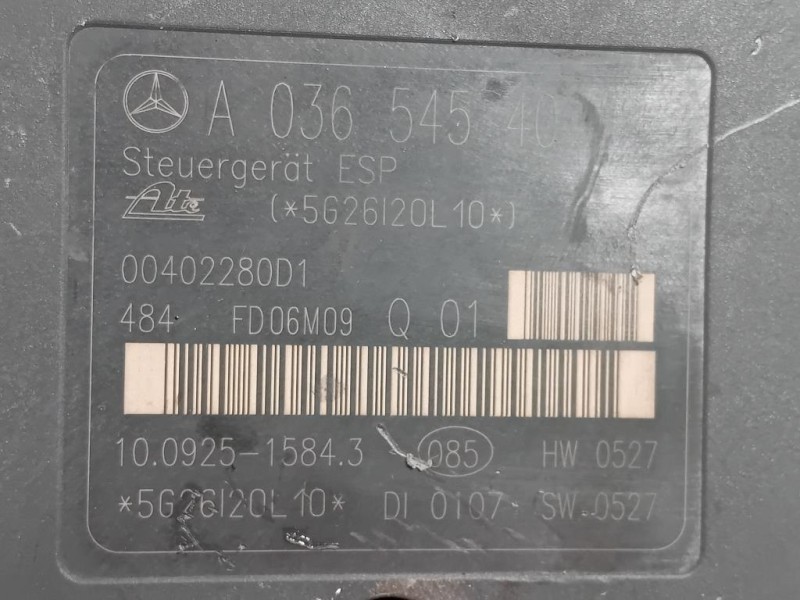 A 036 545 40
Steuergerät ESP
Ate (*5G26I20L10*)
00402280D1
484 FD06M09 Q 01
10.0925-1584.3 085 HW 0527
*5G26I20L10* DI 0107 SW 0527